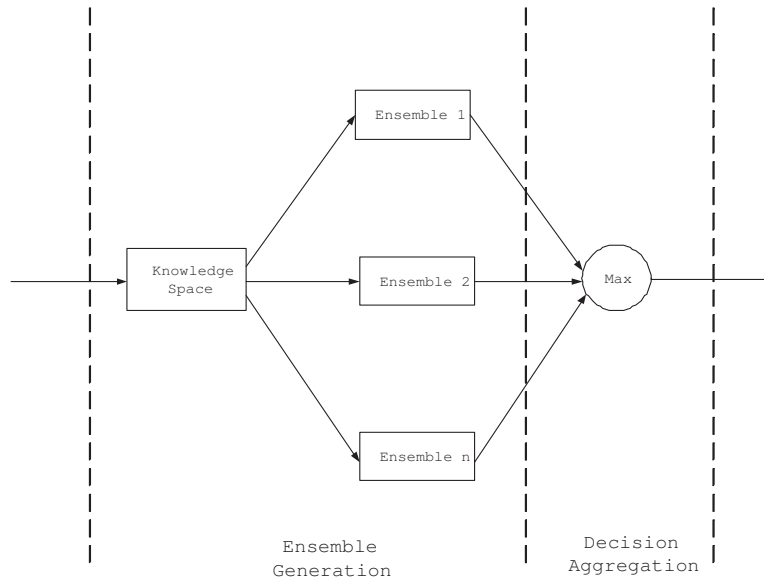 Ensemble 1
Knowledge
Space
Ensemble 2
Max
Ensemble n
Ensemble
Generation
Decision
Aggregation